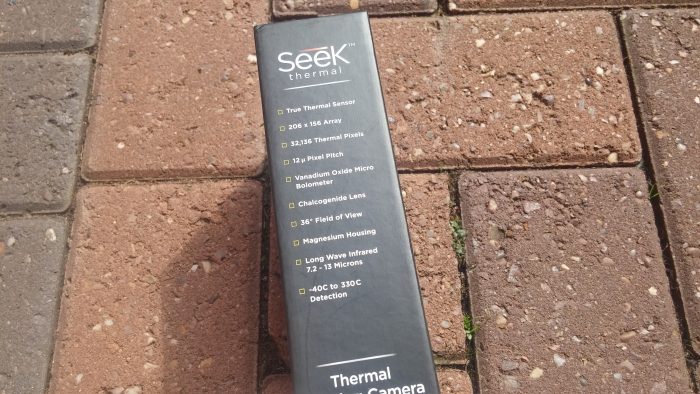 Seek™
thermal
True Thermal Sensor
206 x 156 Array
32,136 Thermal Pixels
12 µ Pixel Pitch
Vanadium Oxide Micro
Bolometer
Chalcogenide Lens
36° Field of View
Magnesium Housing
Long Wave Infrared
7.2 - 13 Microns
-40C to 330C
Detection
Thermal
Camera